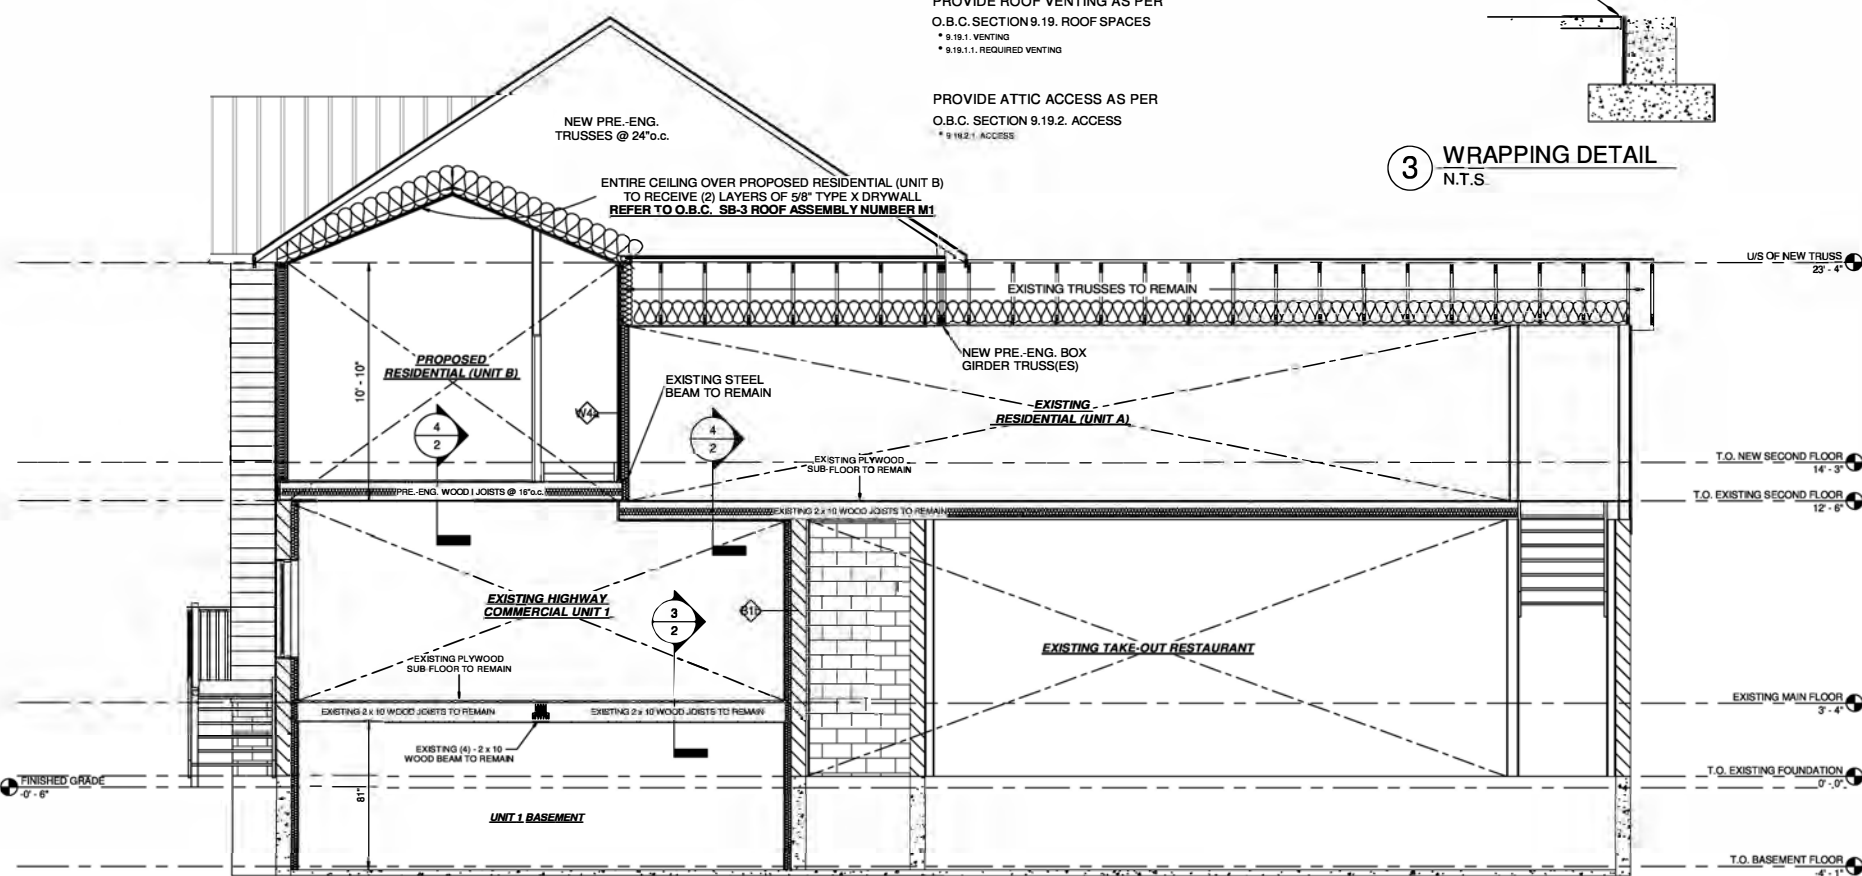 PROVIDE ROOF VENTING AS PER
O.B.C. SECTION 9.19. ROOF SPACES
* 9.19.1. VENTING
* 9.19.1.1. REQUIRED VENTING
PROVIDE ATTIC ACCESS AS PER
O.B.C. SECTION 9.19.2. ACCESS
* 9.19.2.1. ACCESS
3 WRAPPING DETAIL
N.T.S.
NEW PRE.-ENG.
TRUSSES @ 24"o.c.
ENTIRE CEILING OVER PROPOSED RESIDENTIAL (UNIT B)
TO RECEIVE (2) LAYERS OF 5/8" TYPE X DRYWALL
REFER TO O.B.C. SB-3 ROOF ASSEMBLY NUMBER M1
U/S OF NEW TRUSS
23' - 4"
EXISTING TRUSSES TO REMAIN
NEW PRE.-ENG. BOX
GIRDER TRUSS(ES)
PROPOSED
RESIDENTIAL (UNIT B)
10' - 10"
EXISTING STEEL
BEAM TO REMAIN
W4a
EXISTING
RESIDENTIAL (UNIT A)
4
2
4
2
EXISTING PLYWOOD
SUB-FLOOR TO REMAIN
T.O. NEW SECOND FLOOR
14' - 3"
PRE.-ENG. WOOD I JOISTS @ 16"o.c.
T.O. EXISTING SECOND FLOOR
12' - 6"
EXISTING 2 x 10 WOOD JOISTS TO REMAIN
EXISTING HIGHWAY
COMMERCIAL UNIT 1
3
2
B1b
EXISTING TAKE-OUT RESTAURANT
EXISTING PLYWOOD
SUB FLOOR TO REMAIN
EXISTING 2 x 10 WOOD JOISTS TO REMAIN
EXISTING 2 x 10 WOOD JOISTS TO REMAIN
EXISTING MAIN FLOOR
3' - 4"
EXISTING (4) - 2 x 10
WOOD BEAM TO REMAIN
T.O. EXISTING FOUNDATION
0' - 0"
FINISHED GRADE
-0' - 6"
81"
UNIT 1 BASEMENT
T.O. BASEMENT FLOOR
-4' - 1"